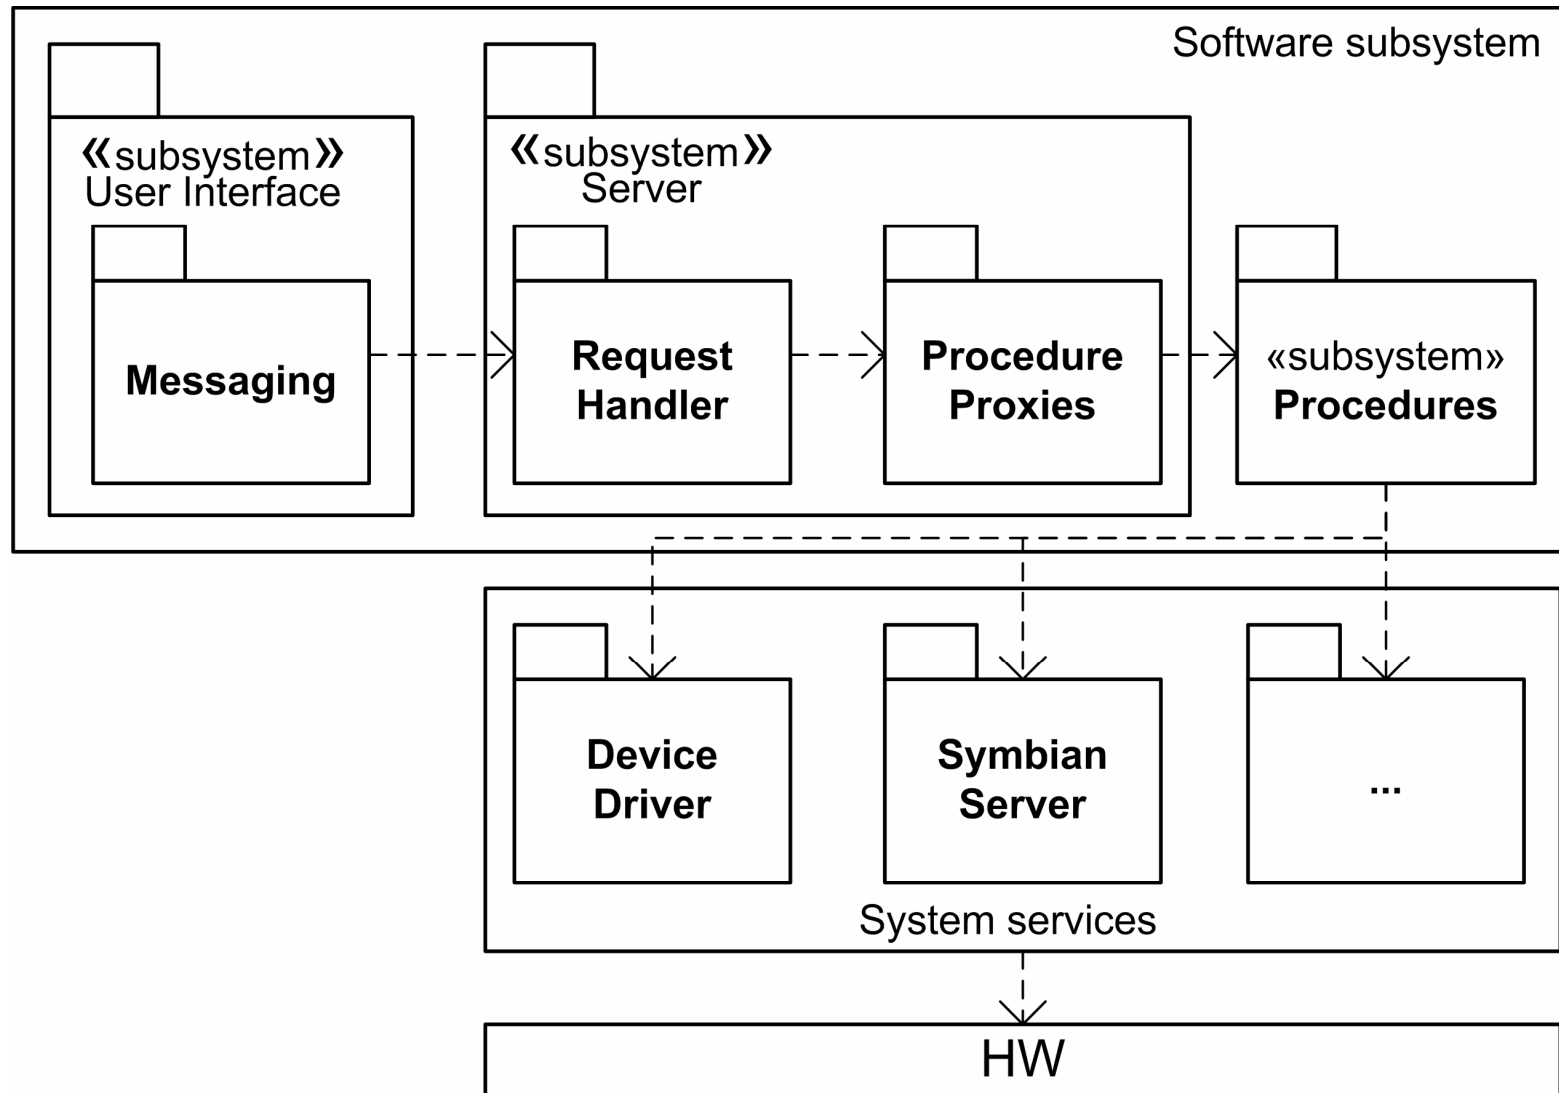 Software subsystem
«subsystem»
User Interface
«subsystem»
Server
Messaging
Request
Handler
Procedure
Proxies
«subsystem»
Procedures
Device
Driver
Symbian
Server
...
System services
HW